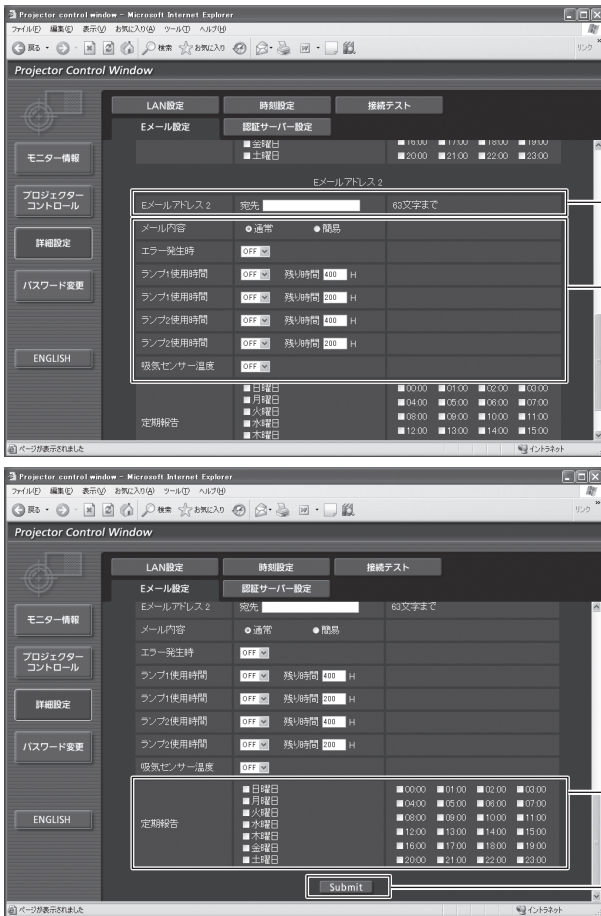 Projector control window - Microsoft Internet Explorer
ファイル(F) 編集(E) 表示(V) お気に入り(A) ツール(T) ヘルプ(H)
戻る 検索 お気に入り リンク
Projector Control Window
LAN設定 時刻設定 接続テスト
Eメール設定 認証サーバー設定
モニター情報
プロジェクター
コントロール
詳細設定
パスワード変更
ENGLISH
金曜日 16:00 17:00 18:00 19:00
土曜日 20:00 21:00 22:00 23:00
Eメールアドレス 2
Eメールアドレス 2 宛先 63文字まで
メール内容 通常 簡易
エラー発生時 OFF
ランプ1使用時間 OFF 残り時間 400 H
ランプ1使用時間 OFF 残り時間 200 H
ランプ2使用時間 OFF 残り時間 400 H
ランプ2使用時間 OFF 残り時間 200 H
吸気センサー温度 OFF
定期報告
日曜日 00:00 01:00 02:00 03:00
月曜日 04:00 05:00 06:00 07:00
火曜日 08:00 09:00 10:00 11:00
水曜日 12:00 13:00 14:00 15:00
木曜日
ページが表示されました イントラネット
Projector control window - Microsoft Internet Explorer
ファイル(F) 編集(E) 表示(V) お気に入り(A) ツール(T) ヘルプ(H)
戻る 検索 お気に入り リンク
Projector Control Window
LAN設定 時刻設定 接続テスト
Eメール設定 認証サーバー設定
モニター情報
プロジェクター
コントロール
詳細設定
パスワード変更
ENGLISH
Eメールアドレス 2 宛先 63文字まで
メール内容 通常 簡易
エラー発生時 OFF
ランプ1使用時間 OFF 残り時間 400 H
ランプ1使用時間 OFF 残り時間 200 H
ランプ2使用時間 OFF 残り時間 400 H
ランプ2使用時間 OFF 残り時間 200 H
吸気センサー温度 OFF
定期報告
日曜日 00:00 01:00 02:00 03:00
月曜日 04:00 05:00 06:00 07:00
火曜日 08:00 09:00 10:00 11:00
水曜日 12:00 13:00 14:00 15:00
木曜日 16:00 17:00 18:00 19:00
金曜日 20:00 21:00 22:00 23:00
土曜日
Submit
ページが表示されました イントラネット